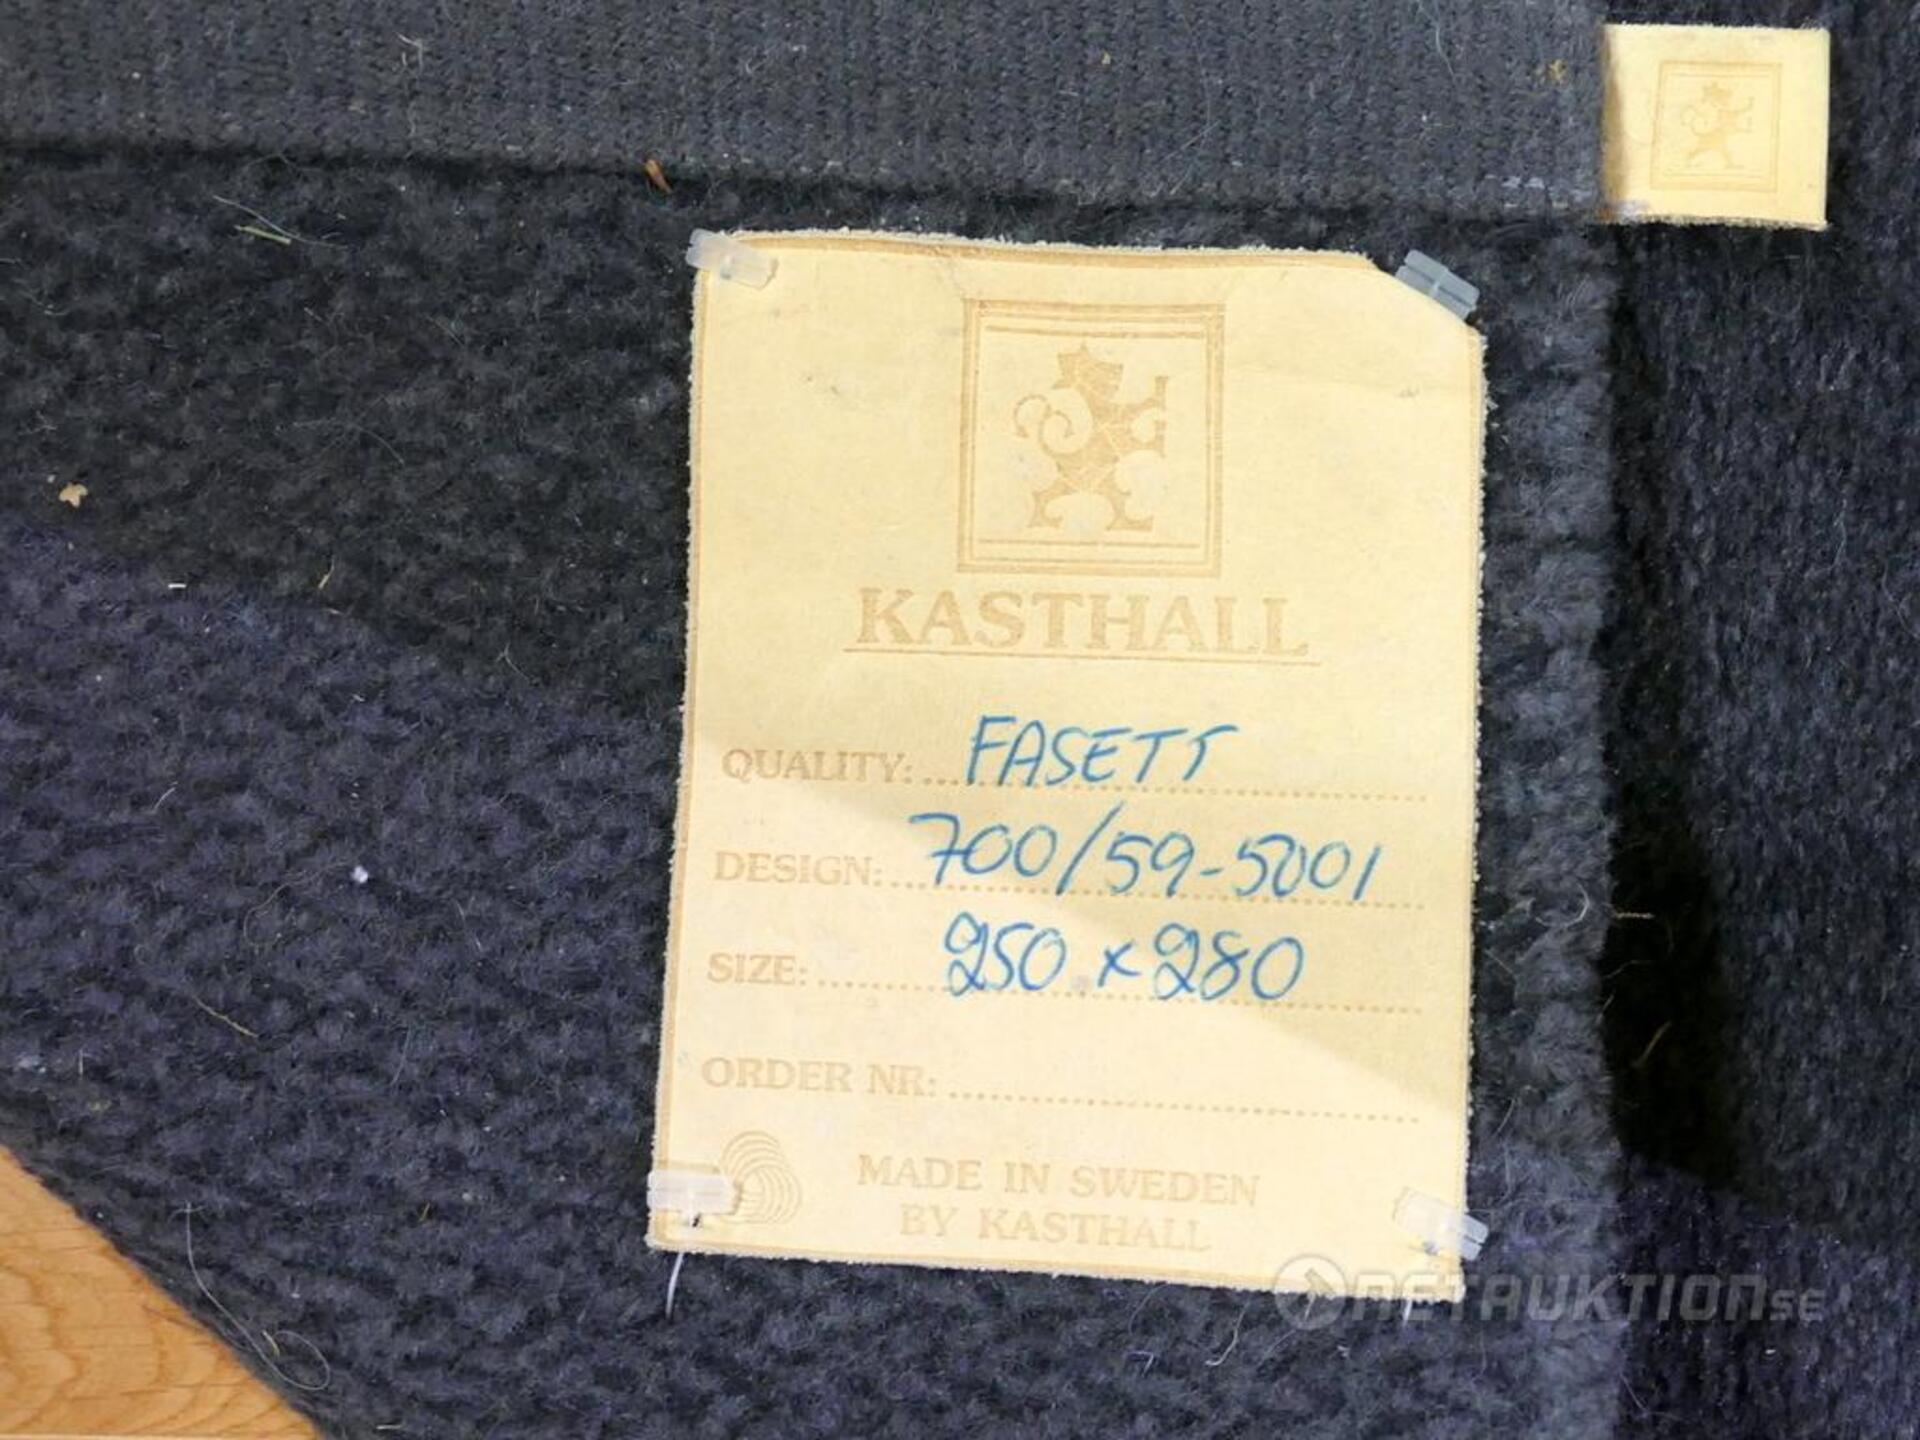 KASTHALL
QUALITY: FASETT
DESIGN: 700/59-5001
SIZE: 250 x 280
ORDER NR:
MADE IN SWEDEN
BY KASTHALL
NETAUKTION.SE